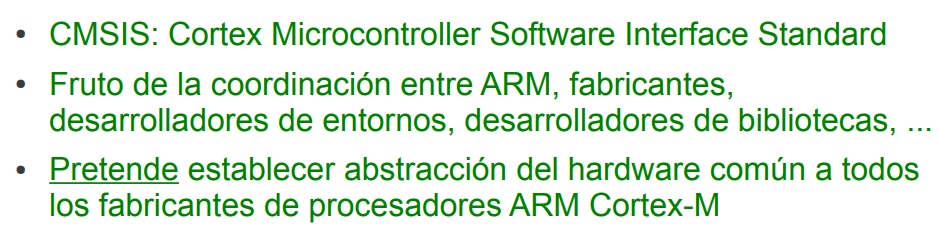 • CMSIS: Cortex Microcontroller Software Interface Standard
• Fruto de la coordinación entre ARM, fabricantes,
desarrolladores de entornos, desarrolladores de bibliotecas, ...
• Pretende establecer abstracción del hardware común a todos
los fabricantes de procesadores ARM Cortex-M